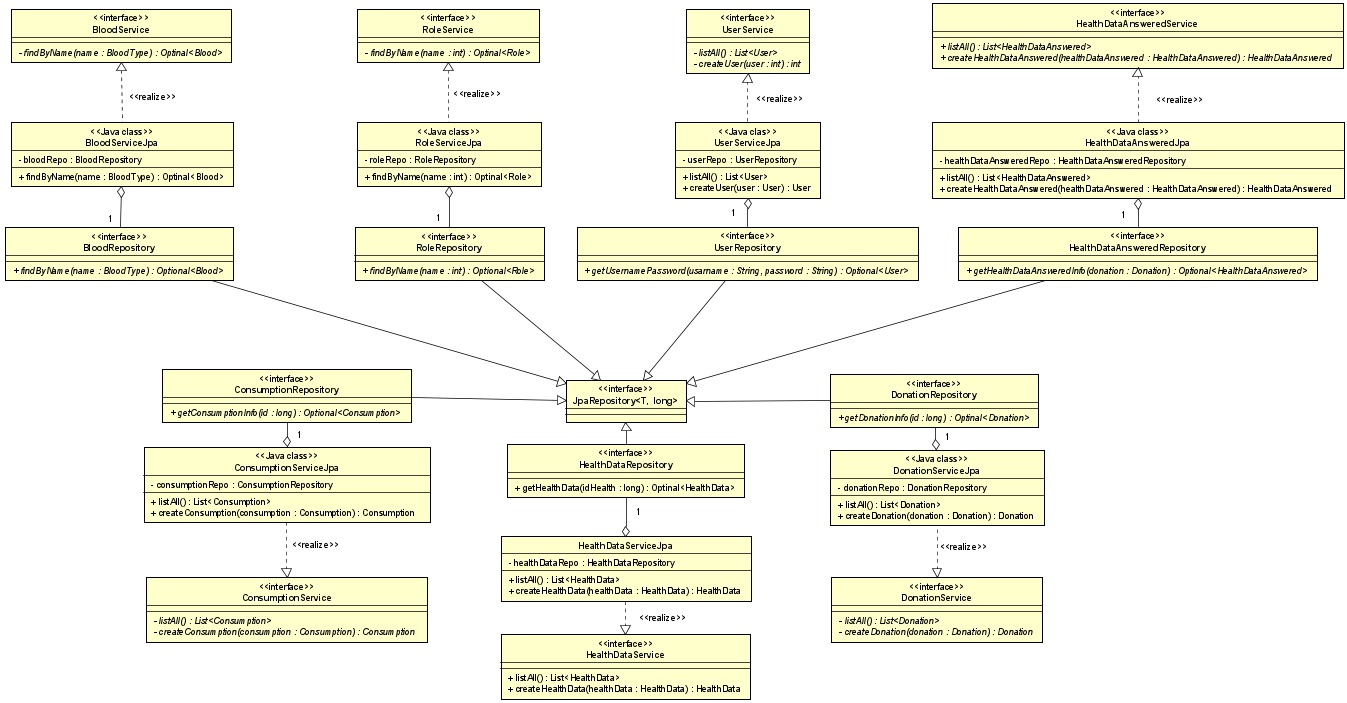 <<interface>>
BloodService
- findByName(name : BloodType) : Optinal<Blood>
<<interface>>
RoleService
- findByName(name : int) : Optinal<Role>
<<interface>>
UserService
- listAll() : List<User>
- createUser(user : int) : int
<<interface>>
HealthDataAnsweredService
+ listAll() : List<HealthDataAnswered>
+ createHealthDataAnswered(healthDataAnswered : HealthDataAnswered) : HealthDataAnswered
<<realize>>
<<realize>>
<<realize>>
<<realize>>
<<Java class>>
BloodServiceJpa
- bloodRepo : BloodRepository
+ findByName(name : BloodType) : Optinal<Blood>
<<Java class>>
RoleServiceJpa
- roleRepo : RoleRepository
+ findByName(name : int) : Optinal<Role>
<<Java clas>>
UserServiceJpa
- userRepo : UserRepository
+ listAll() : List<User>
+ createUser(user : User) : User
<<Java class>>
HealthDataAnsweredJpa
- healthDataAnsweredRepo : HealthDataAnsweredRepository
+ listAll() : List<HealthDataAnswered>
+ createHealthDataAnswered(healthDataAnswered : HealthDataAnswered) : HealthDataAnswered
1
1
1
1
<<interface>>
BloodRepository
+ findByName(name : BloodType) : Optional<Blood>
<<interface>>
RoleRepository
+ findByName(name : int) : Optional<Role>
<<interface>>
UserRepository
+ getUsernamePassword(usarname : String, password : String) : Optional<User>
<<interface>>
HealthDataAnsweredRepository
+ getHealthDataAnsweredInfo(donation : Donation) : Optional<HealthDataAnswered>
<<interface>>
ConsumptionRepository
+ getConsumptionInfo(id : long) : Optional<Consumption>
<<interface>>
JpaRepository<T, long>
<<interface>>
DonationRepository
+ getDonationInfo(id : long) : Optinal<Donation>
1
1
<<Java class>>
ConsumptionServiceJpa
- consumptionRepo : ConsumptionRepository
+ listAll() : List<Consumption>
+ createConsumption(consumption : Consumption) : Consumption
<<interface>>
HealthDataRepository
+ getHealthData(idHealth : long) : Optinal<HealthData>
<<Java class>>
DonationServiceJpa
- donationRepo : DonationRepository
+ listAll() : List<Donation>
+ createDonation(donation : Donation) : Donation
1
<<realize>>
<<realize>>
HealthDataServiceJpa
- healthDataRepo : HealthDataRepository
+ listAll() : List<HealthData>
+ createHealthData(healthData : HealthData) : HealthData
<<interface>>
ConsumptionService
- listAll() : List<Consumption>
- createConsumption(consumption : Consumption) : Consumption
<<interface>>
DonationService
- listAll() : List<Donation>
- createDonation(donation : Donation) : Donation
<<realize>>
<<interface>>
HealthDataService
+ listAll() : List<HealthData>
+ createHealthData(healthData : HealthData) : HealthData